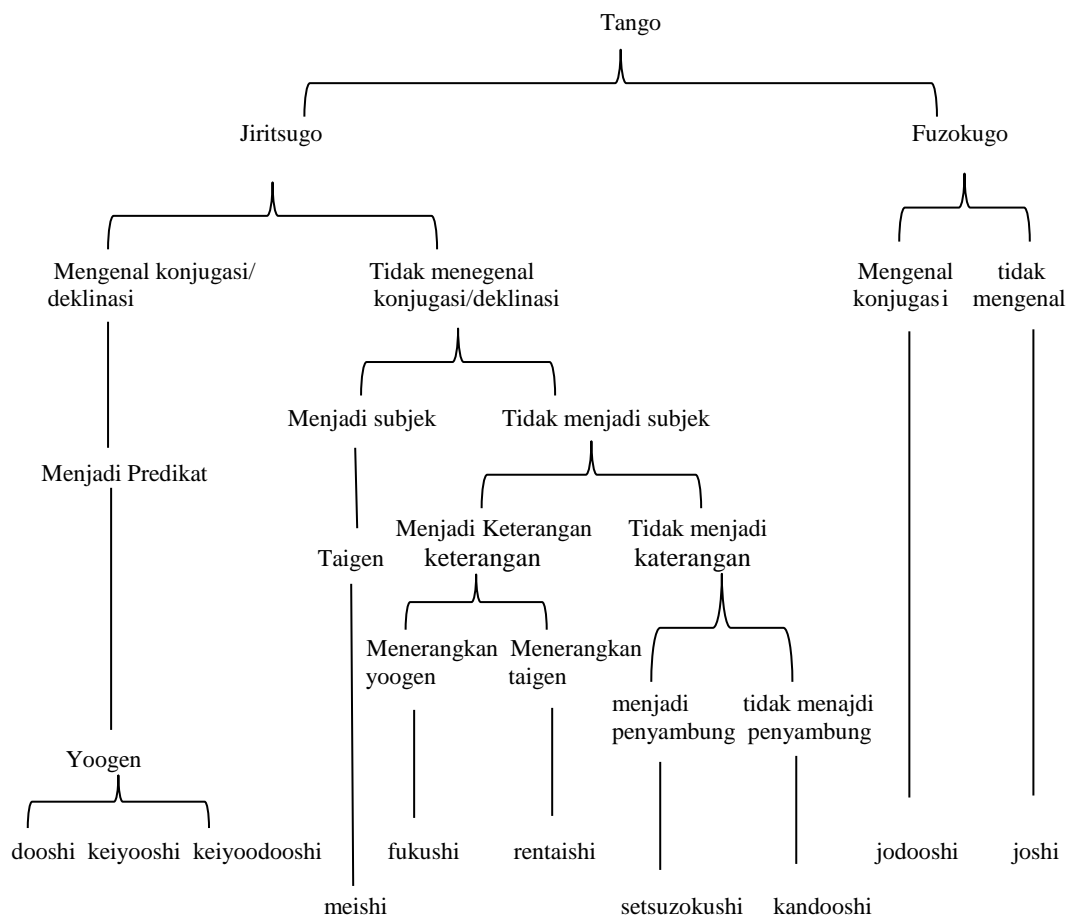 Tango
Jiritsugo
Fuzokugo
Mengenal konjugasi/
deklinasi
Tidak menegenal
konjugasi/deklinasi
Mengenal
konjugasi
tidak
mengenal
Menjadi subjek
Tidak menjadi subjek
Menjadi Predikat
Taigen
Menjadi Keterangan
keterangan
Tidak menjadi
katerangan
Menerangkan
yoogen
Menerangkan
taigen
menjadi
penyambung
tidak menajdi
penyambung
Yoogen
dooshi
keiyooshi
keiyoodooshi
fukushi
rentaishi
jodooshi
joshi
meishi
setsuzokushi
kandooshi